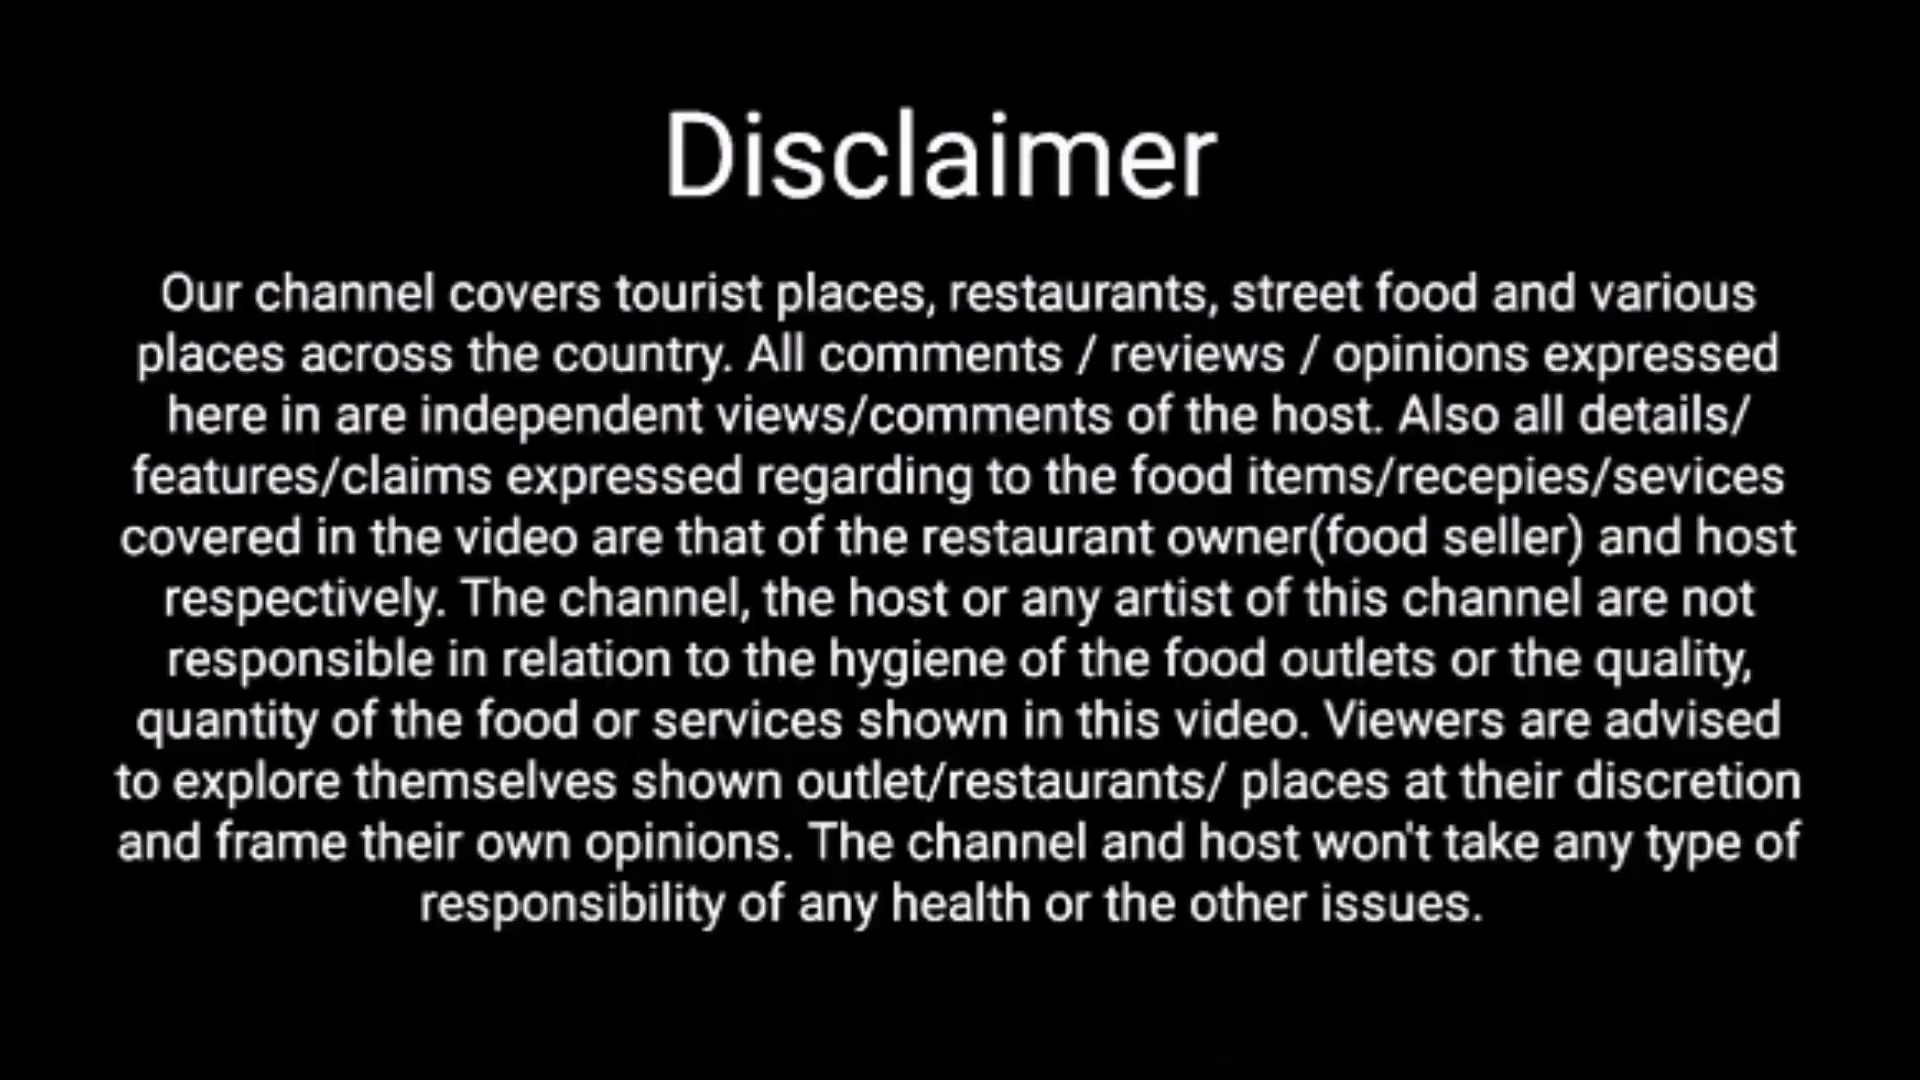 Disclaimer
Our channel covers tourist places, restaurants, street food and various
places across the country. All comments / reviews / opinions expressed
here in are independent views/comments of the host. Also all details/
features/claims expressed regarding to the food items/recepies/sevices
covered in the video are that of the restaurant owner(food seller) and host
respectively. The channel, the host or any artist of this channel are not
responsible in relation to the hygiene of the food outlets or the quality,
quantity of the food or services shown in this video. Viewers are advised
to explore themselves shown outlet/restaurants/ places at their discretion
and frame their own opinions. The channel and host won't take any type of
responsibility of any health or the other issues.